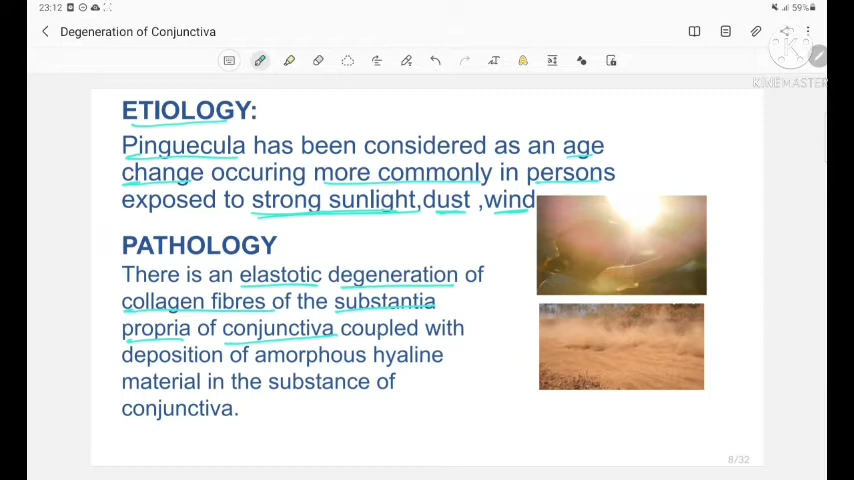 23:12
59%
Degeneration of Conjunctiva
KINEMASTER
ETIOLOGY:
Pinguecula has been considered as an age
change occuring more commonly in persons
exposed to strong sunlight,dust ,wind
PATHOLOGY
There is an elastotic degeneration of
collagen fibres of the substantia
propria of conjunctiva coupled with
deposition of amorphous hyaline
material in the substance of
conjunctiva.
8/32